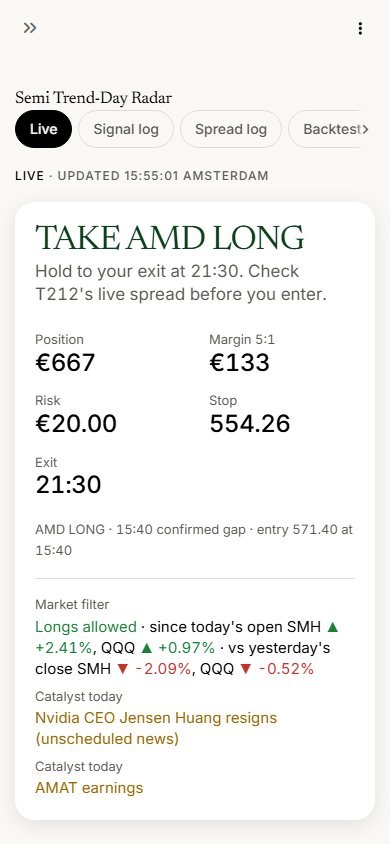 Semi Trend-Day Radar
Live
Signal log
Spread log
Backtest
LIVE · UPDATED 15:55:01 AMSTERDAM
TAKE AMD LONG
Hold to your exit at 21:30. Check
T212's live spread before you enter.
Position
€667
Margin 5:1
€133
Risk
€20.00
Stop
554.26
Exit
21:30
AMD LONG · 15:40 confirmed gap · entry 571.40 at
15:40
Market filter
Longs allowed · since today's open SMH ▲
+2.41%, QQQ ▲ +0.97% · vs yesterday's
close SMH ▼ -2.09%, QQQ ▼ -0.52%
Catalyst today
Nvidia CEO Jensen Huang resigns
(unscheduled news)
Catalyst today
AMAT earnings